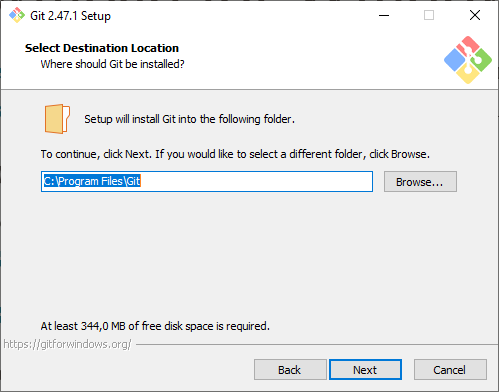 Git 2.47.1 Setup
Select Destination Location
Where should Git be installed?
Setup will install Git into the following folder.
To continue, click Next. If you would like to select a different folder, click Browse.
C:\Program Files\Git
Browse...
At least 344,0 MB of free disk space is required.
https://gitforwindows.org/
Back
Next
Cancel